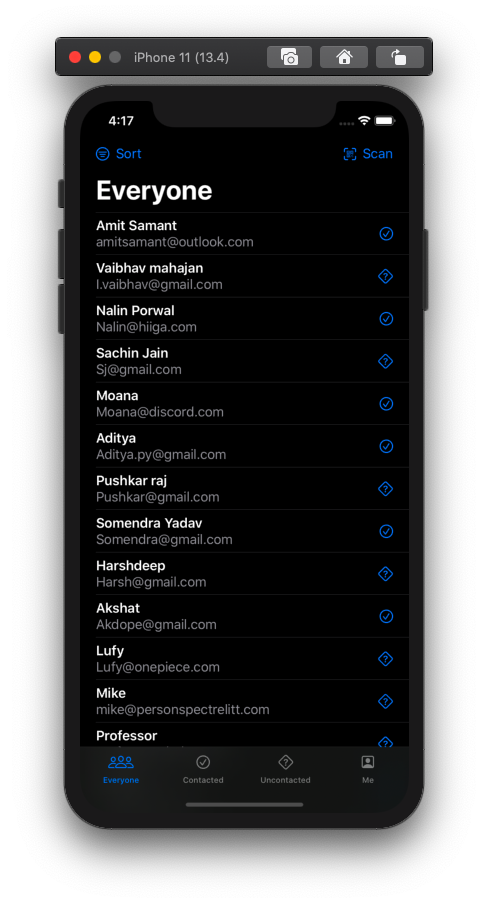 iPhone 11 (13.4)
4:17
Sort
Scan
Everyone
Amit Samant
amitsamant@outlook.com
Vaibhav mahajan
I.vaibhav@gmail.com
Nalin Porwal
Nalin@hiiga.com
Sachin Jain
Sj@gmail.com
Moana
Moana@discord.com
Aditya
Aditya.py@gmail.com
Pushkar raj
Pushkar@gmail.com
Somendra Yadav
Somendra@gmail.com
Harshdeep
Harsh@gmail.com
Akshat
Akdope@gmail.com
Lufy
Lufy@onepiece.com
Mike
mike@personspectrelitt.com
Professor
Everyone
Contacted
Uncontacted
Me